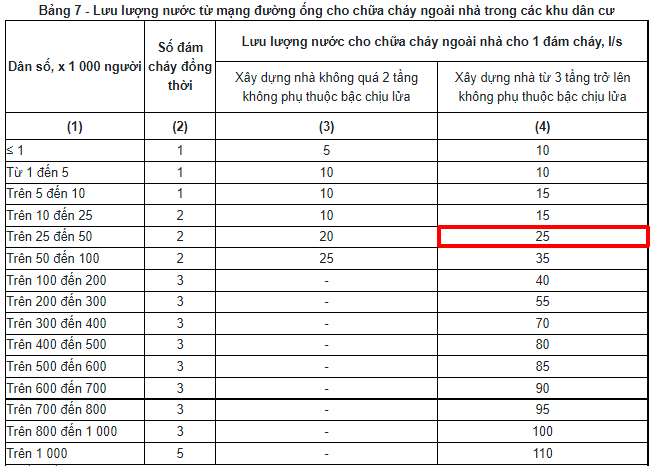 Bảng 7 - Lưu lượng nước từ mạng đường ống cho chữa cháy ngoài nhà trong các khu dân cư
Dân số, x 1 000 người | Số đám cháy đồng thời | Lưu lượng nước cho chữa cháy ngoài nhà cho 1 đám cháy, l/s
Xây dựng nhà không quá 2 tầng không phụ thuộc bậc chịu lửa | Xây dựng nhà từ 3 tầng trở lên không phụ thuộc bậc chịu lửa
(1) | (2) | (3) | (4)
≤ 1 | 1 | 5 | 10
Từ 1 đến 5 | 1 | 10 | 10
Trên 5 đến 10 | 1 | 10 | 15
Trên 10 đến 25 | 2 | 10 | 15
Trên 25 đến 50 | 2 | 20 | 25
Trên 50 đến 100 | 2 | 25 | 35
Trên 100 đến 200 | 3 | - | 40
Trên 200 đến 300 | 3 | - | 55
Trên 300 đến 400 | 3 | - | 70
Trên 400 đến 500 | 3 | - | 80
Trên 500 đến 600 | 3 | - | 85
Trên 600 đến 700 | 3 | - | 90
Trên 700 đến 800 | 3 | - | 95
Trên 800 đến 1 000 | 3 | - | 100
Trên 1 000 | 5 | - | 110